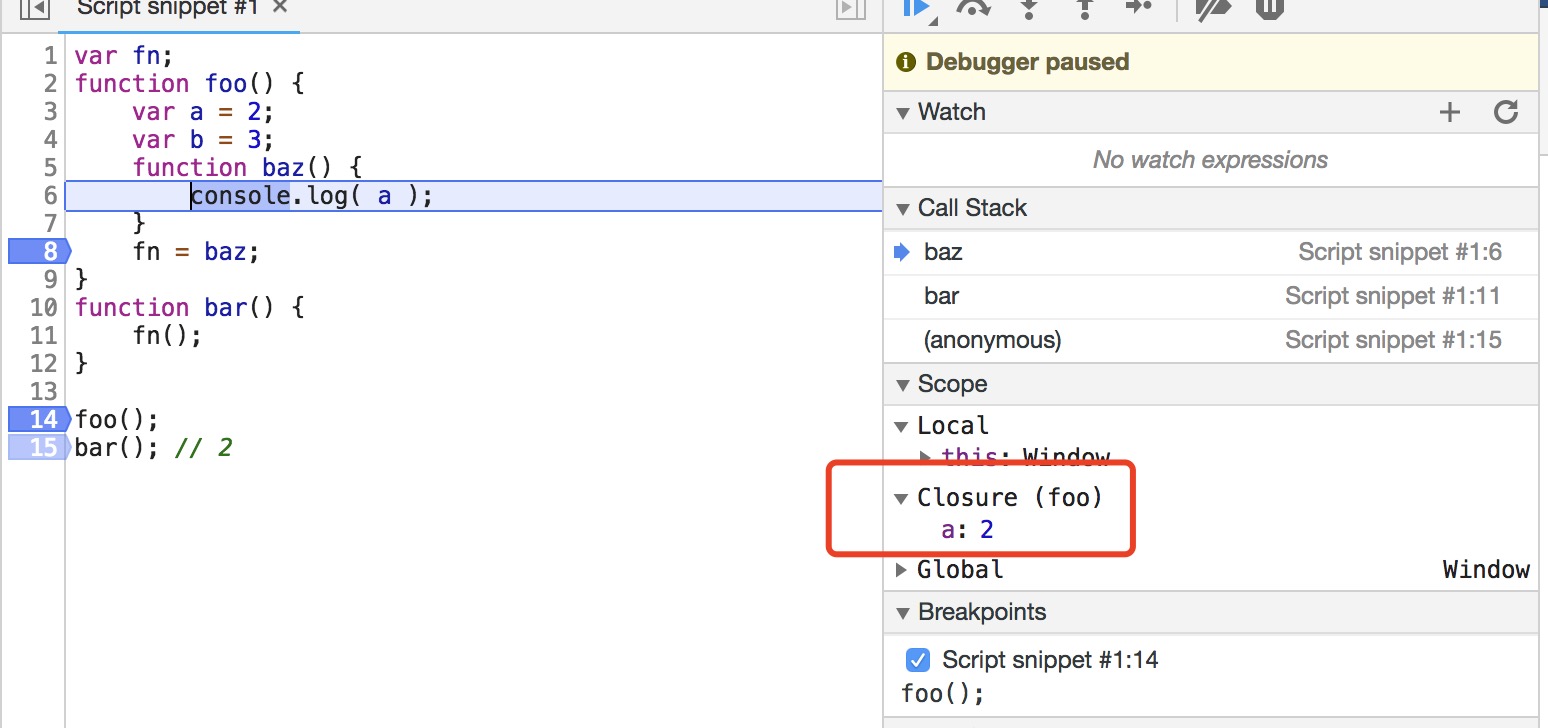 Script snippet #1 ×
1 var fn;
2 function foo() {
3 var a = 2;
4 var b = 3;
5 function baz() {
6 console.log( a );
7 }
8 fn = baz;
9 }
10 function bar() {
11 fn();
12 }
13
14 foo();
15 bar(); // 2
Debugger paused
Watch
No watch expressions
Call Stack
baz Script snippet #1:6
bar Script snippet #1:11
(anonymous) Script snippet #1:15
Scope
Local
this: Window
Closure (foo)
a: 2
Global Window
Breakpoints
Script snippet #1:14
foo();